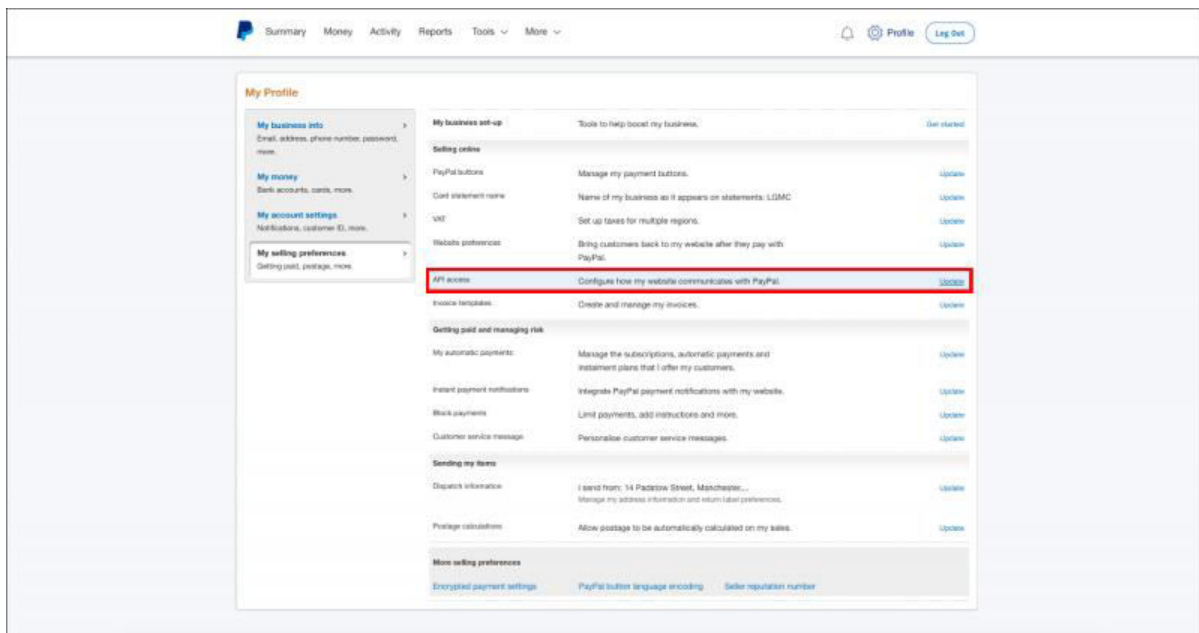 Summary Money Activity Reports Tools More Profile Log Out
My Profile
My business info
Email, address, phone number, password,
more.
My money
Bank accounts, cards, more.
My account settings
Notifications, customer ID, more.
My selling preferences
Getting paid, postage, more.
My business set-up Tools to help boost my business. Get started
Selling online
PayPal buttons Manage my payment buttons. Update
Card statement name Name of my business as it appears on statements: LGMC Update
VAT Set up taxes for multiple regions. Update
Website preferences Bring customers back to my website after they pay with Update
PayPal.
API access Configure how my website communicates with PayPal. Update
Invoice templates Create and manage my invoices. Update
Getting paid and managing risk
My automatic payments Manage the subscriptions, automatic payments and Update
instalment plans that I offer my customers.
Instant payment notifications Integrate PayPal payment notifications with my website. Update
Block payments Limit payments, add instructions and more. Update
Customer service message Personalise customer service messages. Update
Sending my items
Dispatch information I send from: 14 Padstow Street, Manchester,... Update
Manage my address information and return label preferences.
Postage calculations Allow postage to be automatically calculated on my sales. Update
More selling preferences
Encrypted payment settings PayPal button language encoding Seller reputation number